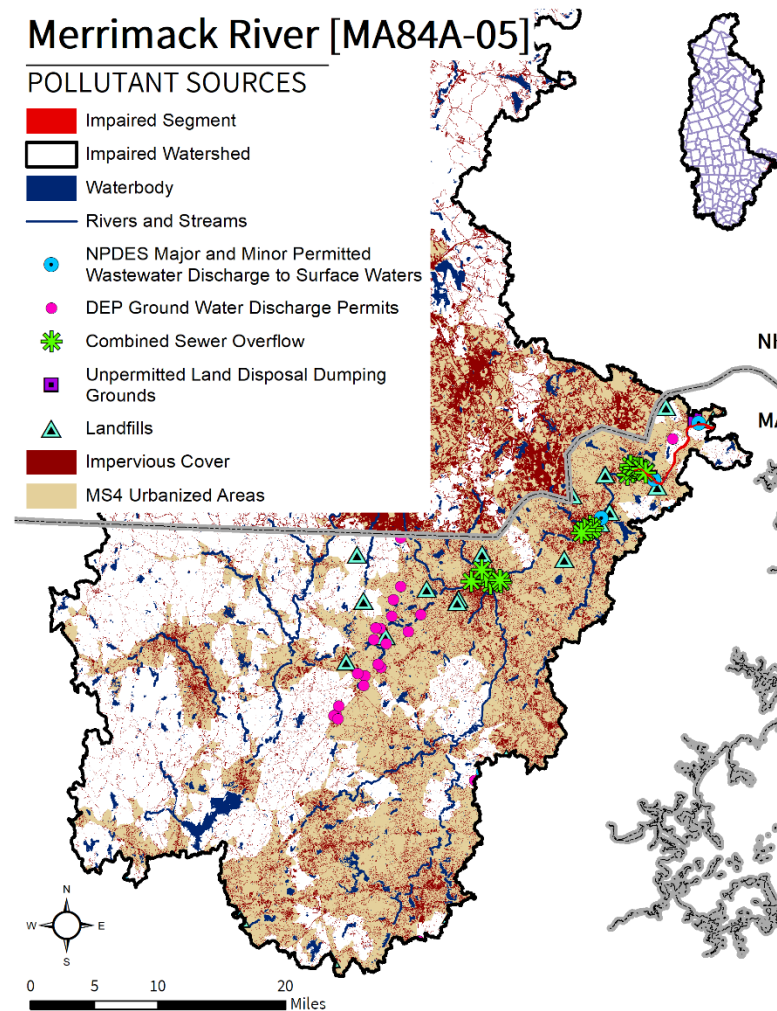 Merrimack River [MA84A-05]
POLLUTANT SOURCES
Impaired Segment
Impaired Watershed
Waterbody
Rivers and Streams
NPDES Major and Minor Permitted
Wastewater Discharge to Surface Waters
DEP Ground Water Discharge Permits
Combined Sewer Overflow
Unpermitted Land Disposal Dumping
Grounds
Landfills
Impervious Cover
MS4 Urbanized Areas
NH
MA
N
W E
S
0 5 10 20
Miles